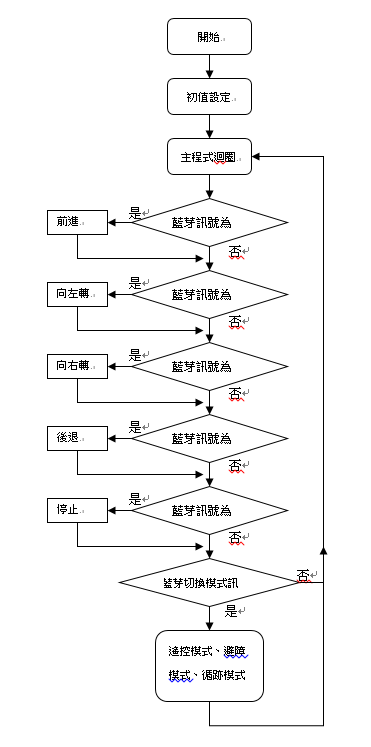 開始
初值設定
主程式迴圈
藍芽訊號為
是
前進
否
藍芽訊號為
是
向左轉
否
藍芽訊號為
是
向右轉
否
藍芽訊號為
是
後退
否
藍芽訊號為
是
停止
否
藍芽切換模式訊
否
是
遙控模式、避障
模式、循跡模式